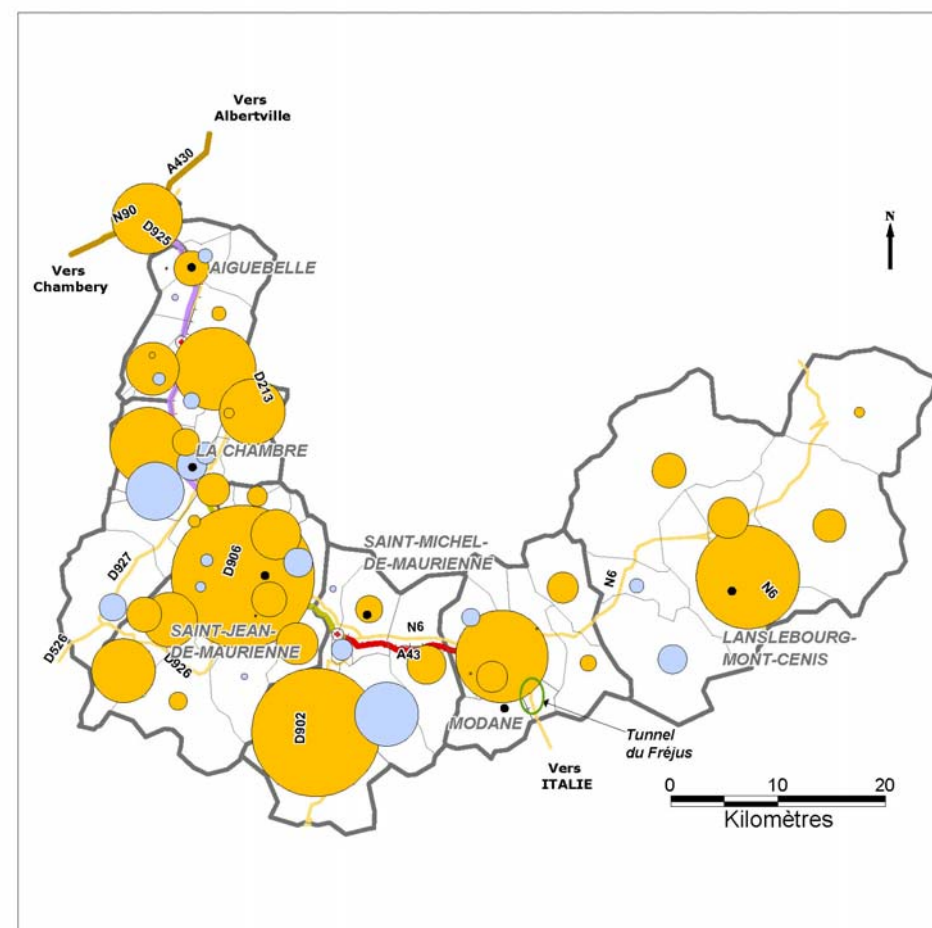 Vers
Albertville
A430
N90
D925
Vers
Chambery
N
AIGUEBELLE
D213
LA CHAMBRE
SAINT-MICHEL-
DE-MAURIENNE
D906
D927
N6
N6
N6
A43
D526
SAINT-JEAN-
DE-MAURIENNE
D926
LANSLEBOURG-
MONT-CENIS
D902
MODANE
Tunnel
du Fréjus
Vers
ITALIE
0 10 20
Kilomètres